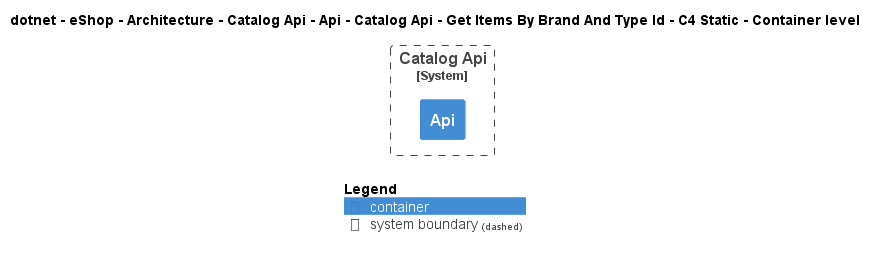 dotnet - eShop - Architecture - Catalog Api - Api - Catalog Api - Get Items By Brand And Type Id - C4 Static - Container level
Catalog Api
[System]
Api
Legend
container
system boundary (dashed)